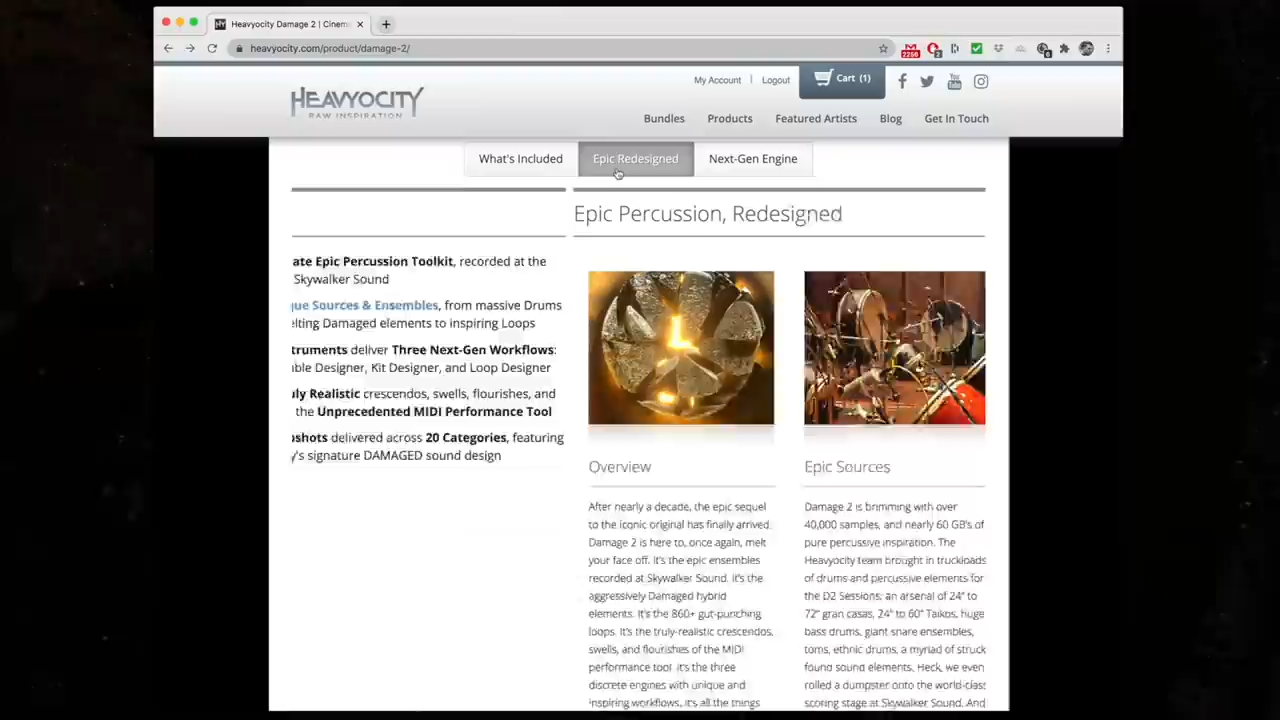 Heavyocity Damage 2 | Cinem
heavyocity.com/product/damage-2/
2256
2
6
My Account | Logout
Cart (1)
You
Tube
HEAVYOCITY
RAW INSPIRATION
Bundles
Products
Featured Artists
Blog
Get In Touch
What's Included
Epic Redesigned
Next-Gen Engine
ate Epic Percussion Toolkit, recorded at the
Skywalker Sound
que Sources & Ensembles, from massive Drums
elting Damaged elements to inspiring Loops
truments deliver Three Next-Gen Workflows:
ble Designer, Kit Designer, and Loop Designer
uly Realistic crescendos, swells, flourishes, and
the Unprecedented MIDI Performance Tool
shots delivered across 20 Categories, featuring
y's signature DAMAGED sound design
Epic Percussion, Redesigned
Overview
After nearly a decade, the epic sequel
to the iconic original has finally arrived.
Damage 2 is here to, once again, melt
your face off. It's the epic ensembles
recorded at Skywalker Sound. It's the
aggressively Damaged hybrid
elements. It's the 860+ gut-punching
loops. It's the truly-realistic crescendos,
swells, and flourishes of the MIDI
performance tool. It's the three
discrete engines with unique and
inspiring workflows. It's all the things
Epic Sources
Damage 2 is brimming with over
40,000 samples, and nearly 60 GB's of
pure percussive inspiration. The
Heavyocity team brought in truckloads
of drums and percussive elements for
the D2 Sessions: an arsenal of 24" to
72" gran casas, 24" to 60" Taikos, huge
bass drums, giant snare ensembles,
toms, ethnic drums, a myriad of struck
found sound elements. Heck, we even
rolled a dumpster onto the world-class
scoring stage at Skywalker Sound. And